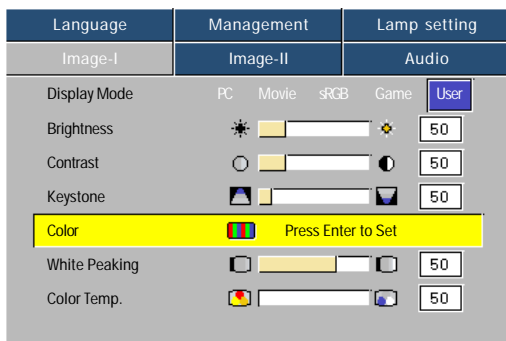 Language Management Lamp setting
Image-I Image-II Audio
Display Mode PC Movie sRGB Game User
Brightness 50
Contrast 50
Keystone 50
Color Press Enter to Set
White Peaking 50
Color Temp. 50